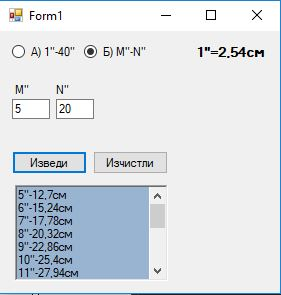 Form1
А) 1"-40" Б) M"-N" 1"=2,54см
M" N"
5 20
Изведи Изчистли
5"-12,7см
6"-15,24см
7"-17,78см
8"-20,32см
9"-22,86см
10"-25,4см
11"-27,94см